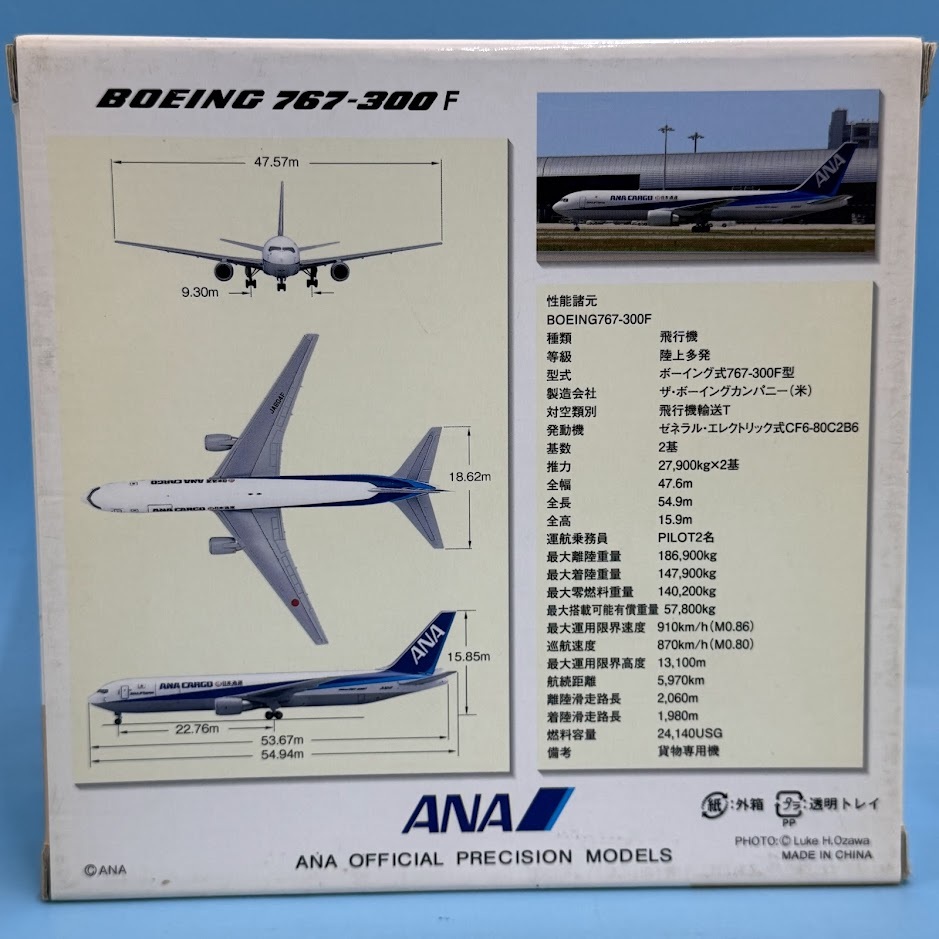 BOEING 767-300 F
47.57m
9.30m
JA604F
18.62m
ANA CARGO
ANA CARGO
ANA
15.85m
ANA CARGO
22.76m
53.67m
54.94m
ANA
ANA CARGO
性能諸元
BOEING767-300F
種類 飛行機
等級 陸上多発
型式 ボーイング式767-300F型
製造会社 ザ・ボーイングカンパニー(米)
対空類別 飛行機輸送T
発動機 ゼネラル・エレクトリック式CF6-80C2B6
基数 2基
推力 27,900kg×2基
全幅 47.6m
全長 54.9m
全高 15.9m
運航乗務員 PILOT2名
最大離陸重量 186,900kg
最大着陸重量 147,900kg
最大零燃料重量 140,200kg
最大搭載可能有償重量 57,800kg
最大運用限界速度 910km/h(M0.86)
巡航速度 870km/h(M0.80)
最大運用限界高度 13,100m
航続距離 5,970km
離陸滑走路長 2,060m
着陸滑走路長 1,980m
燃料容量 24,140USG
備考 貨物専用機
ANA
ANA OFFICIAL PRECISION MODELS
©ANA
紙:外箱 プラ:透明トレイ
PP
PHOTO:© Luke H.Ozawa
MADE IN CHINA